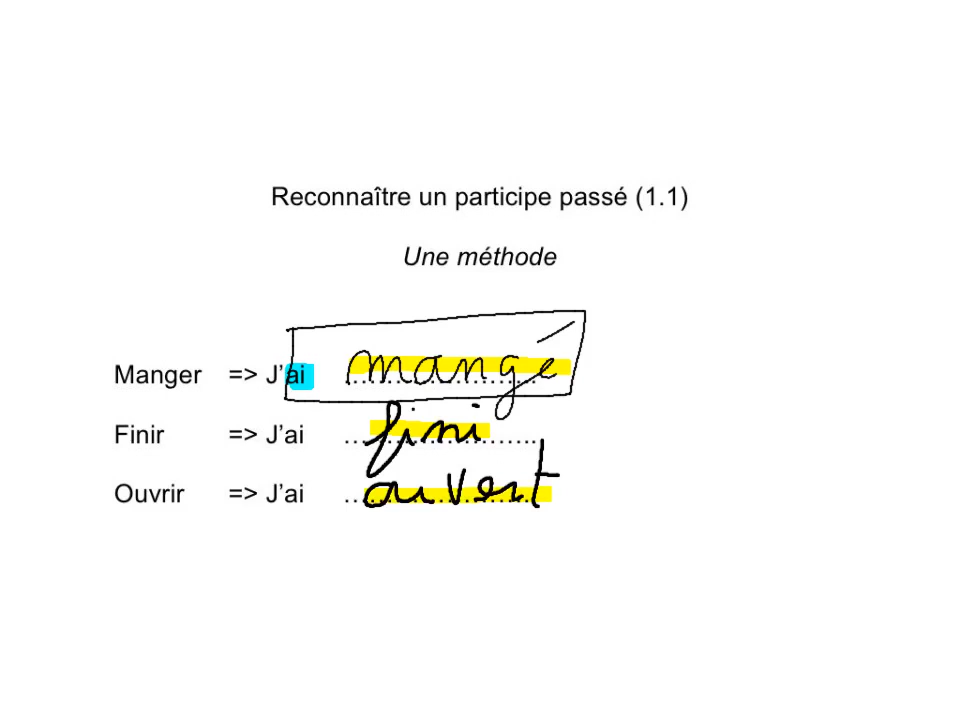 Reconnaître un participe passé (1.1)
Une méthode
Manger => J'ai mangé
Finir => J'ai fini
Ouvrir => J'ai ouvert